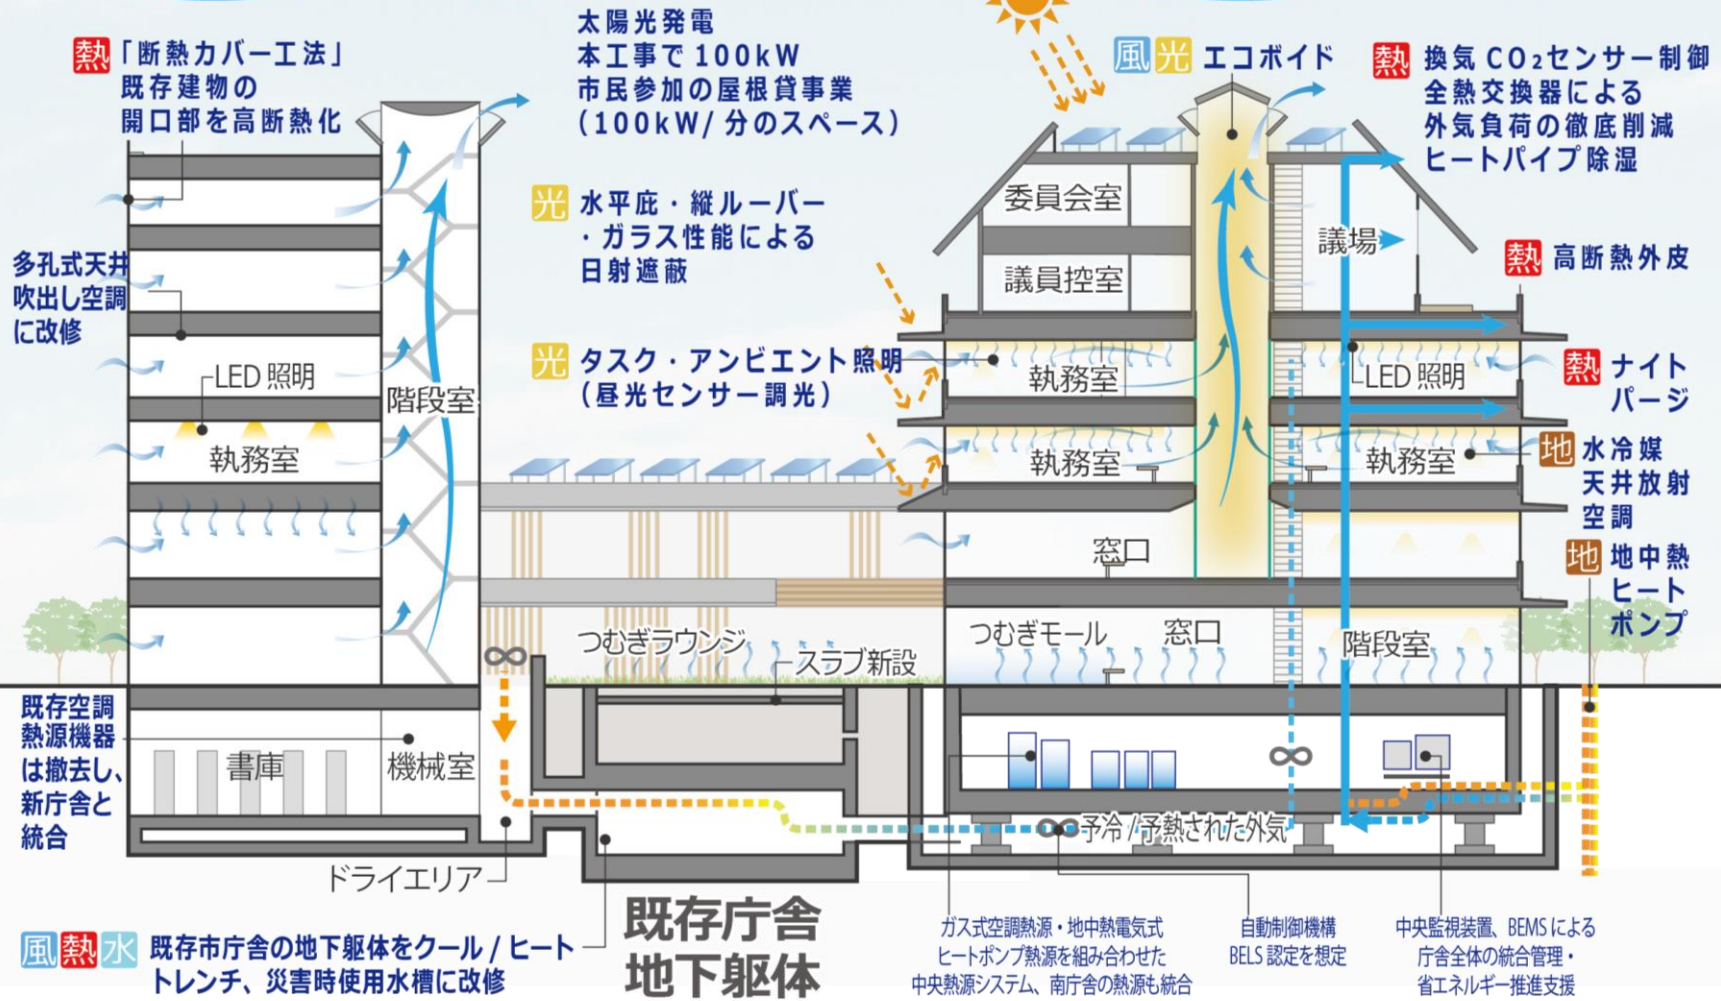 熱 「断熱カバー工法」
既存建物の
開口部を高断熱化
太陽光発電
本工事で100kW
市民参加の屋根貸事業
(100kW/分のスペース)
風 光 エコボイド
熱 換気CO₂センサー制御
全熱交換器による
外気負荷の徹底削減
ヒートパイプ除湿
光 水平庇・縦ルーバー
・ガラス性能による
日射遮蔽
委員会室
議場
議員控室
熱 高断熱外皮
多孔式天井
吹出し空調
に改修
LED照明
階段室
光 タスク・アンビエント照明
(昼光センサー調光)
執務室
LED照明
熱 ナイト
パージ
執務室
執務室
執務室
地 水冷媒
天井放射
空調
窓口
地 地中熱
ヒート
ポンプ
つむぎラウンジ
スラブ新設
つむぎモール
窓口
階段室
既存空調
熱源機器
は撤去し、
新庁舎と
統合
書庫
機械室
予冷/予熱された外気
ドライエリア
既存庁舎
地下躯体
風 熱 水 既存市庁舎の地下躯体をクール/ヒート
トレンチ、災害時使用水槽に改修
ガス式空調熱源・地中熱電気式
ヒートポンプ熱源を組み合わせた
中央熱源システム、南庁舎の熱源も統合
自動制御機構
BELS認定を想定
中央監視装置、BEMSによる
庁舎全体の統合管理・
省エネルギー推進支援